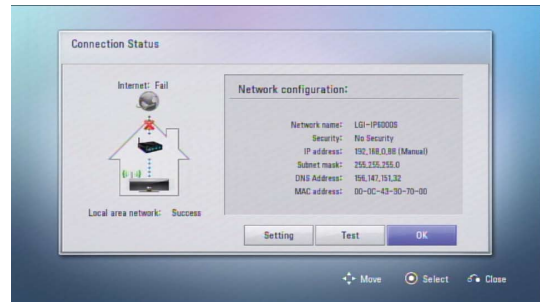 Connection Status
Internet: Fail
Local area network: Success
Network configuration:
Network name: LGI-IP6000S
Security: No Security
IP address: 192,168,0,88 (Manual)
Subnet mask: 255,255,255,0
DNS Address: 156,147,151,32
MAC address: 00-0C-43-30-70-00
Setting
Test
OK
Move
Select
Close